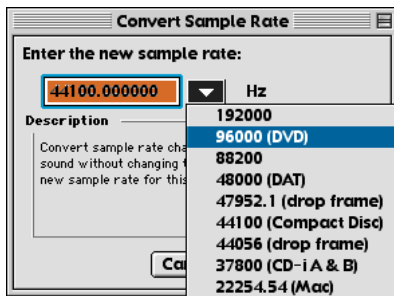 Convert Sample Rate
Enter the new sample rate:
44100.000000 Hz
192000
96000 (DVD)
88200
48000 (DAT)
47952.1 (drop frame)
44100 (Compact Disc)
44056 (drop frame)
37800 (CD-i A & B)
22254.54 (Mac)
Description
Convert sample rate cha
sound without changing
new sample rate for this
Ca